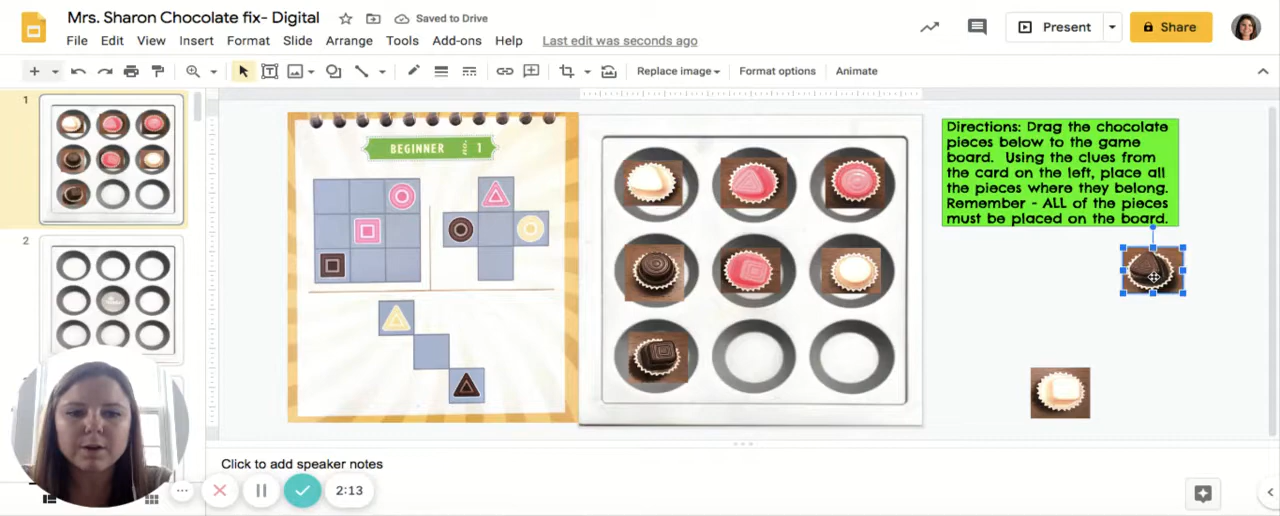 Mrs. Sharon Chocolate fix- Digital
Saved to Drive
File Edit View Insert Format Slide Arrange Tools Add-ons Help Last edit was seconds ago
Present
Share
Replace image Format options Animate
1
2
BEGINNER NO. 1
Directions: Drag the chocolate
pieces below to the game
board. Using the clues from
the card on the left, place all
the pieces where they belong.
Remember - ALL of the pieces
must be placed on the board.
Click to add speaker notes
2:13